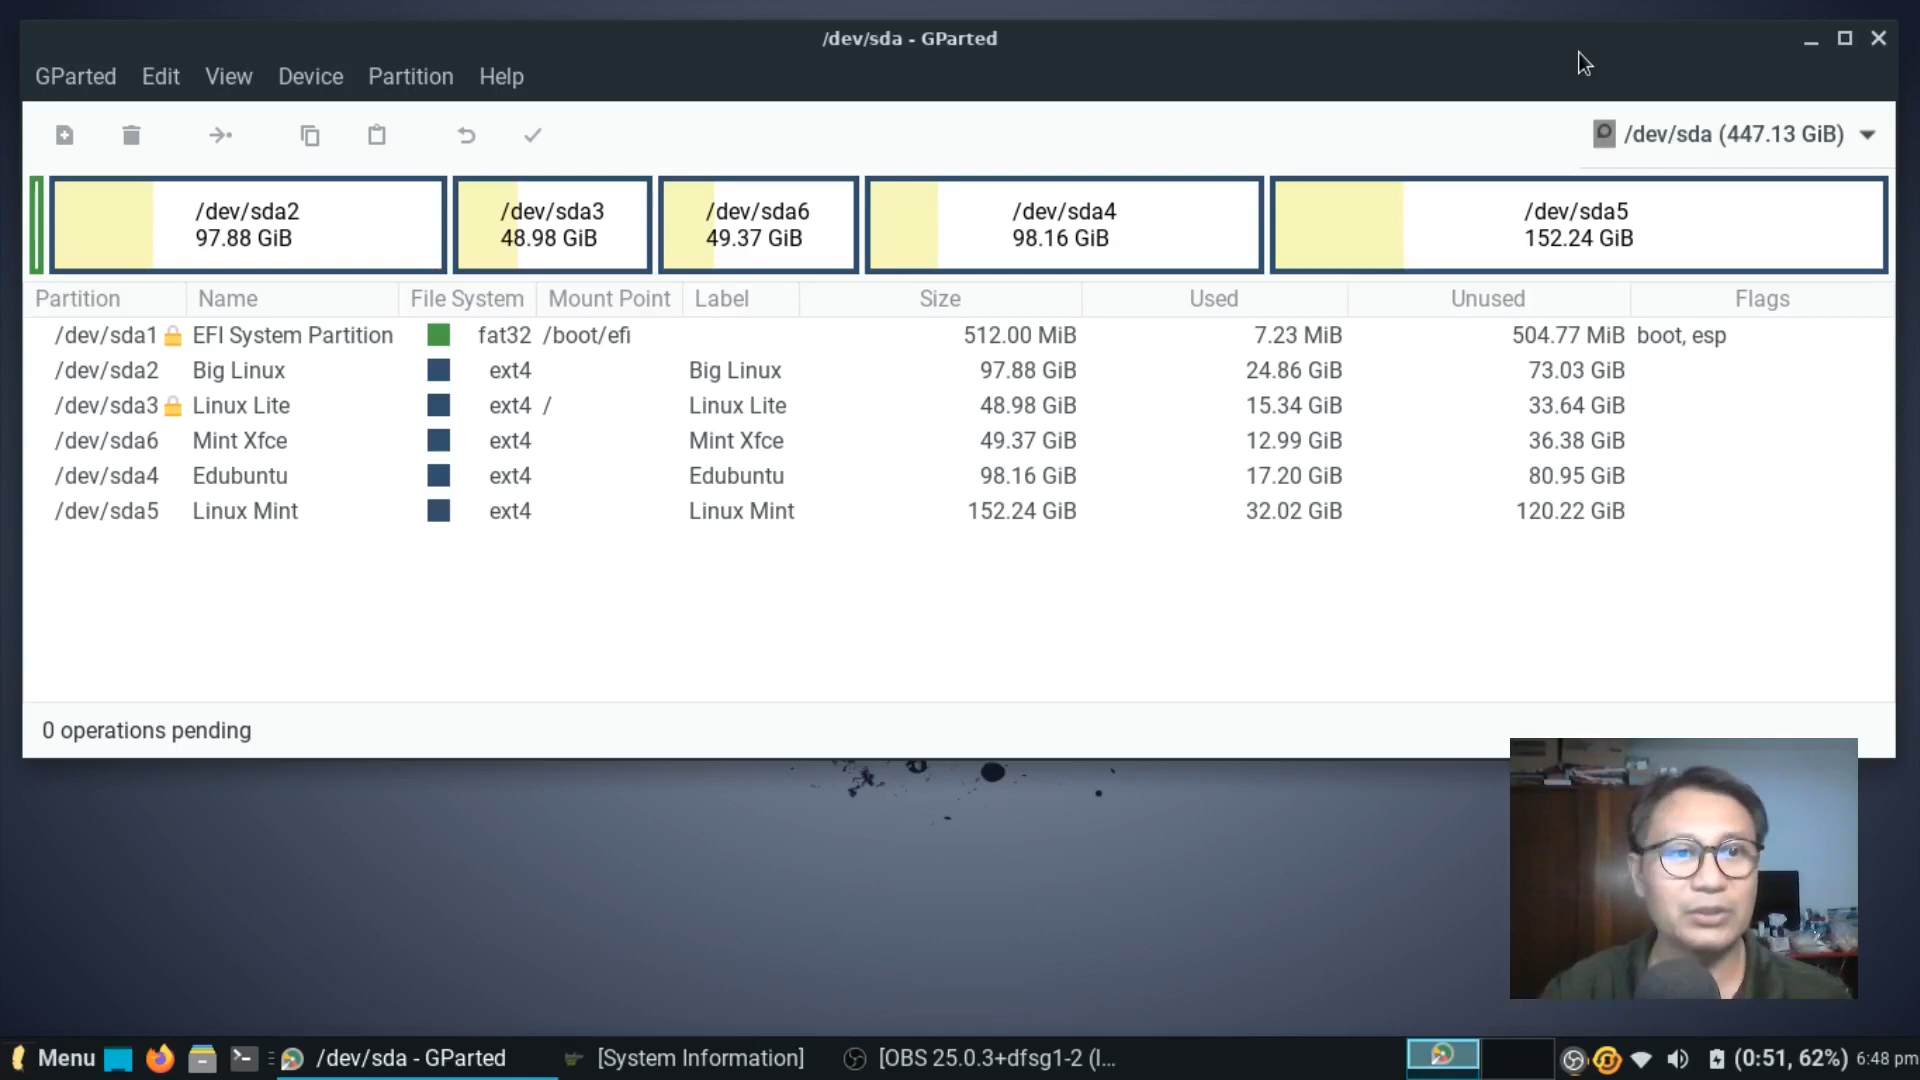 /dev/sda - GParted
GParted Edit View Device Partition Help
/dev/sda (447.13 GiB)
/dev/sda2
97.88 GiB
/dev/sda3
48.98 GiB
/dev/sda6
49.37 GiB
/dev/sda4
98.16 GiB
/dev/sda5
152.24 GiB
Partition Name File System Mount Point Label Size Used Unused Flags
/dev/sda1 EFI System Partition fat32 /boot/efi 512.00 MiB 7.23 MiB 504.77 MiB boot, esp
/dev/sda2 Big Linux ext4 Big Linux 97.88 GiB 24.86 GiB 73.03 GiB
/dev/sda3 Linux Lite ext4 / Linux Lite 48.98 GiB 15.34 GiB 33.64 GiB
/dev/sda6 Mint Xfce ext4 Mint Xfce 49.37 GiB 12.99 GiB 36.38 GiB
/dev/sda4 Edubuntu ext4 Edubuntu 98.16 GiB 17.20 GiB 80.95 GiB
/dev/sda5 Linux Mint ext4 Linux Mint 152.24 GiB 32.02 GiB 120.22 GiB
0 operations pending
Menu /dev/sda - GParted [System Information] [OBS 25.0.3+dfsg1-2 (l... (0:51, 62%) 6:48 pm